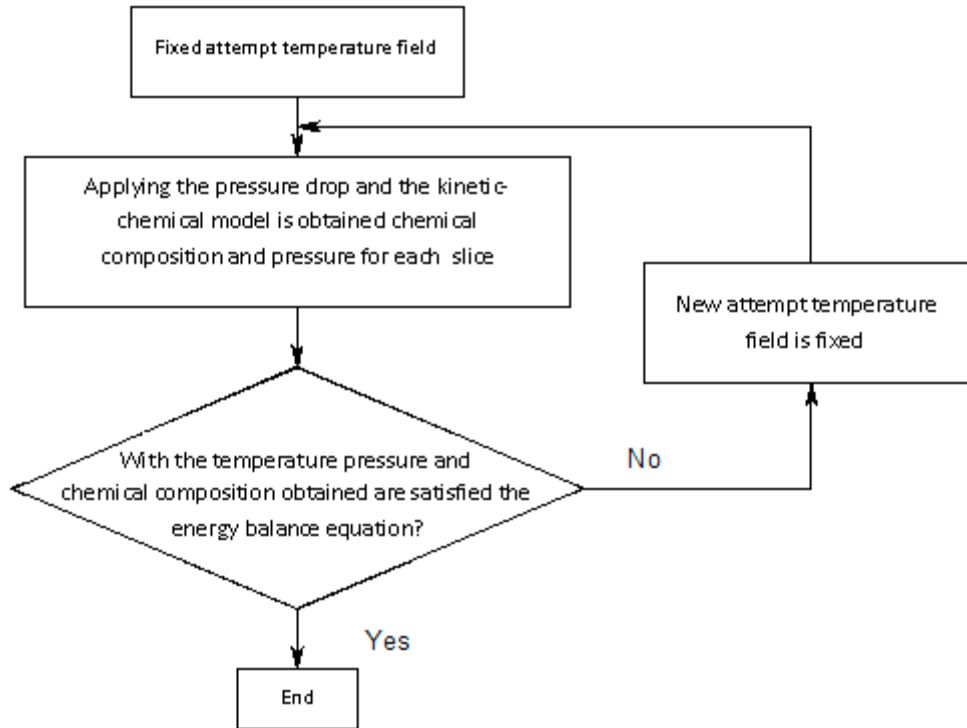 Fixed attempt temperature field
Applying the pressure drop and the kinetic-
chemical model is obtained chemical
composition and pressure for each slice
New attempt temperature
field is fixed
With the temperature pressure and
chemical composition obtained are satisfied the
energy balance equation?
No
Yes
End